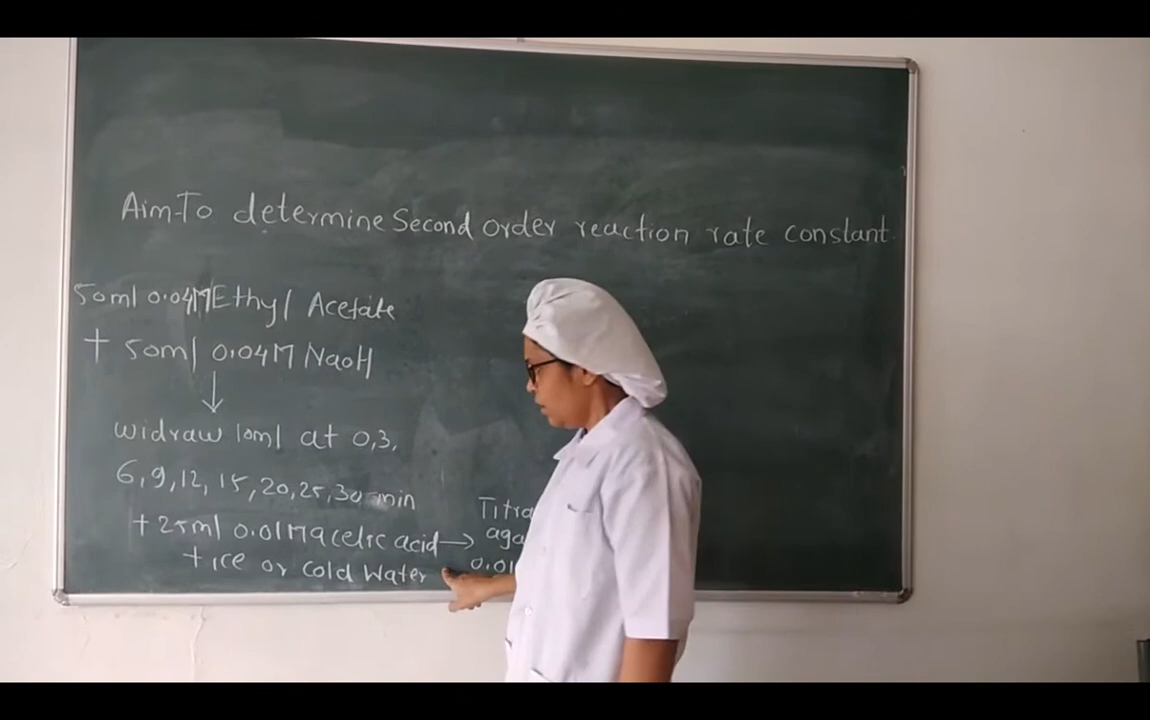 Aim-To determine Second order reaction rate constant.
50ml 0.04M Ethyl Acetate
+ 50ml 0.04M NaoH
↓
widraw 10ml at 0,3,
6,9,12, 15,20,25,30 min
+ 25ml 0.01M acetic acid →
+ ice or cold Water
Titra
aga
0.01